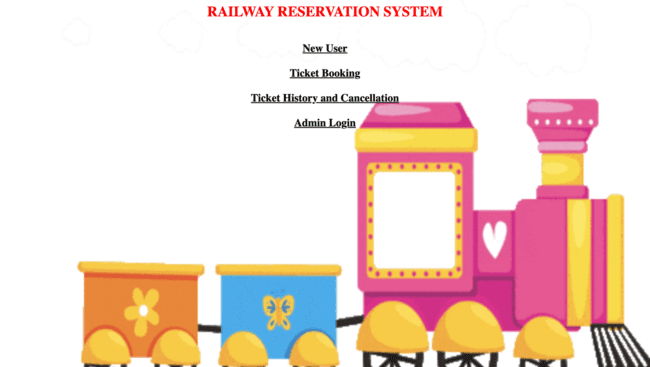 RAILWAY RESERVATION SYSTEM
New User
Ticket Booking
Ticket History and Cancellation
Admin Login